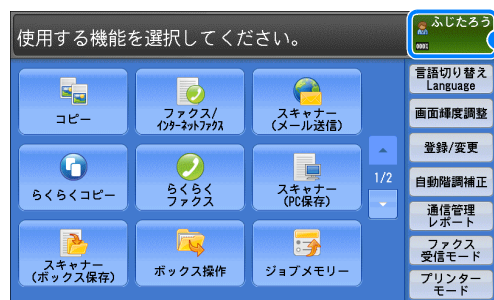 使用する機能を選択してください。
ふじたろう
0001
コピー
ファクス/
インターネットファクス
スキャナー
(メール送信)
らくらくコピー
らくらく
ファクス
スキャナー
(PC保存)
スキャナー
(ボックス保存)
ボックス操作
ジョブメモリー
1/2
言語切り替え
Language
画面輝度調整
登録/変更
自動階調補正
通信管理
レポート
ファクス
受信モード
プリンター
モード